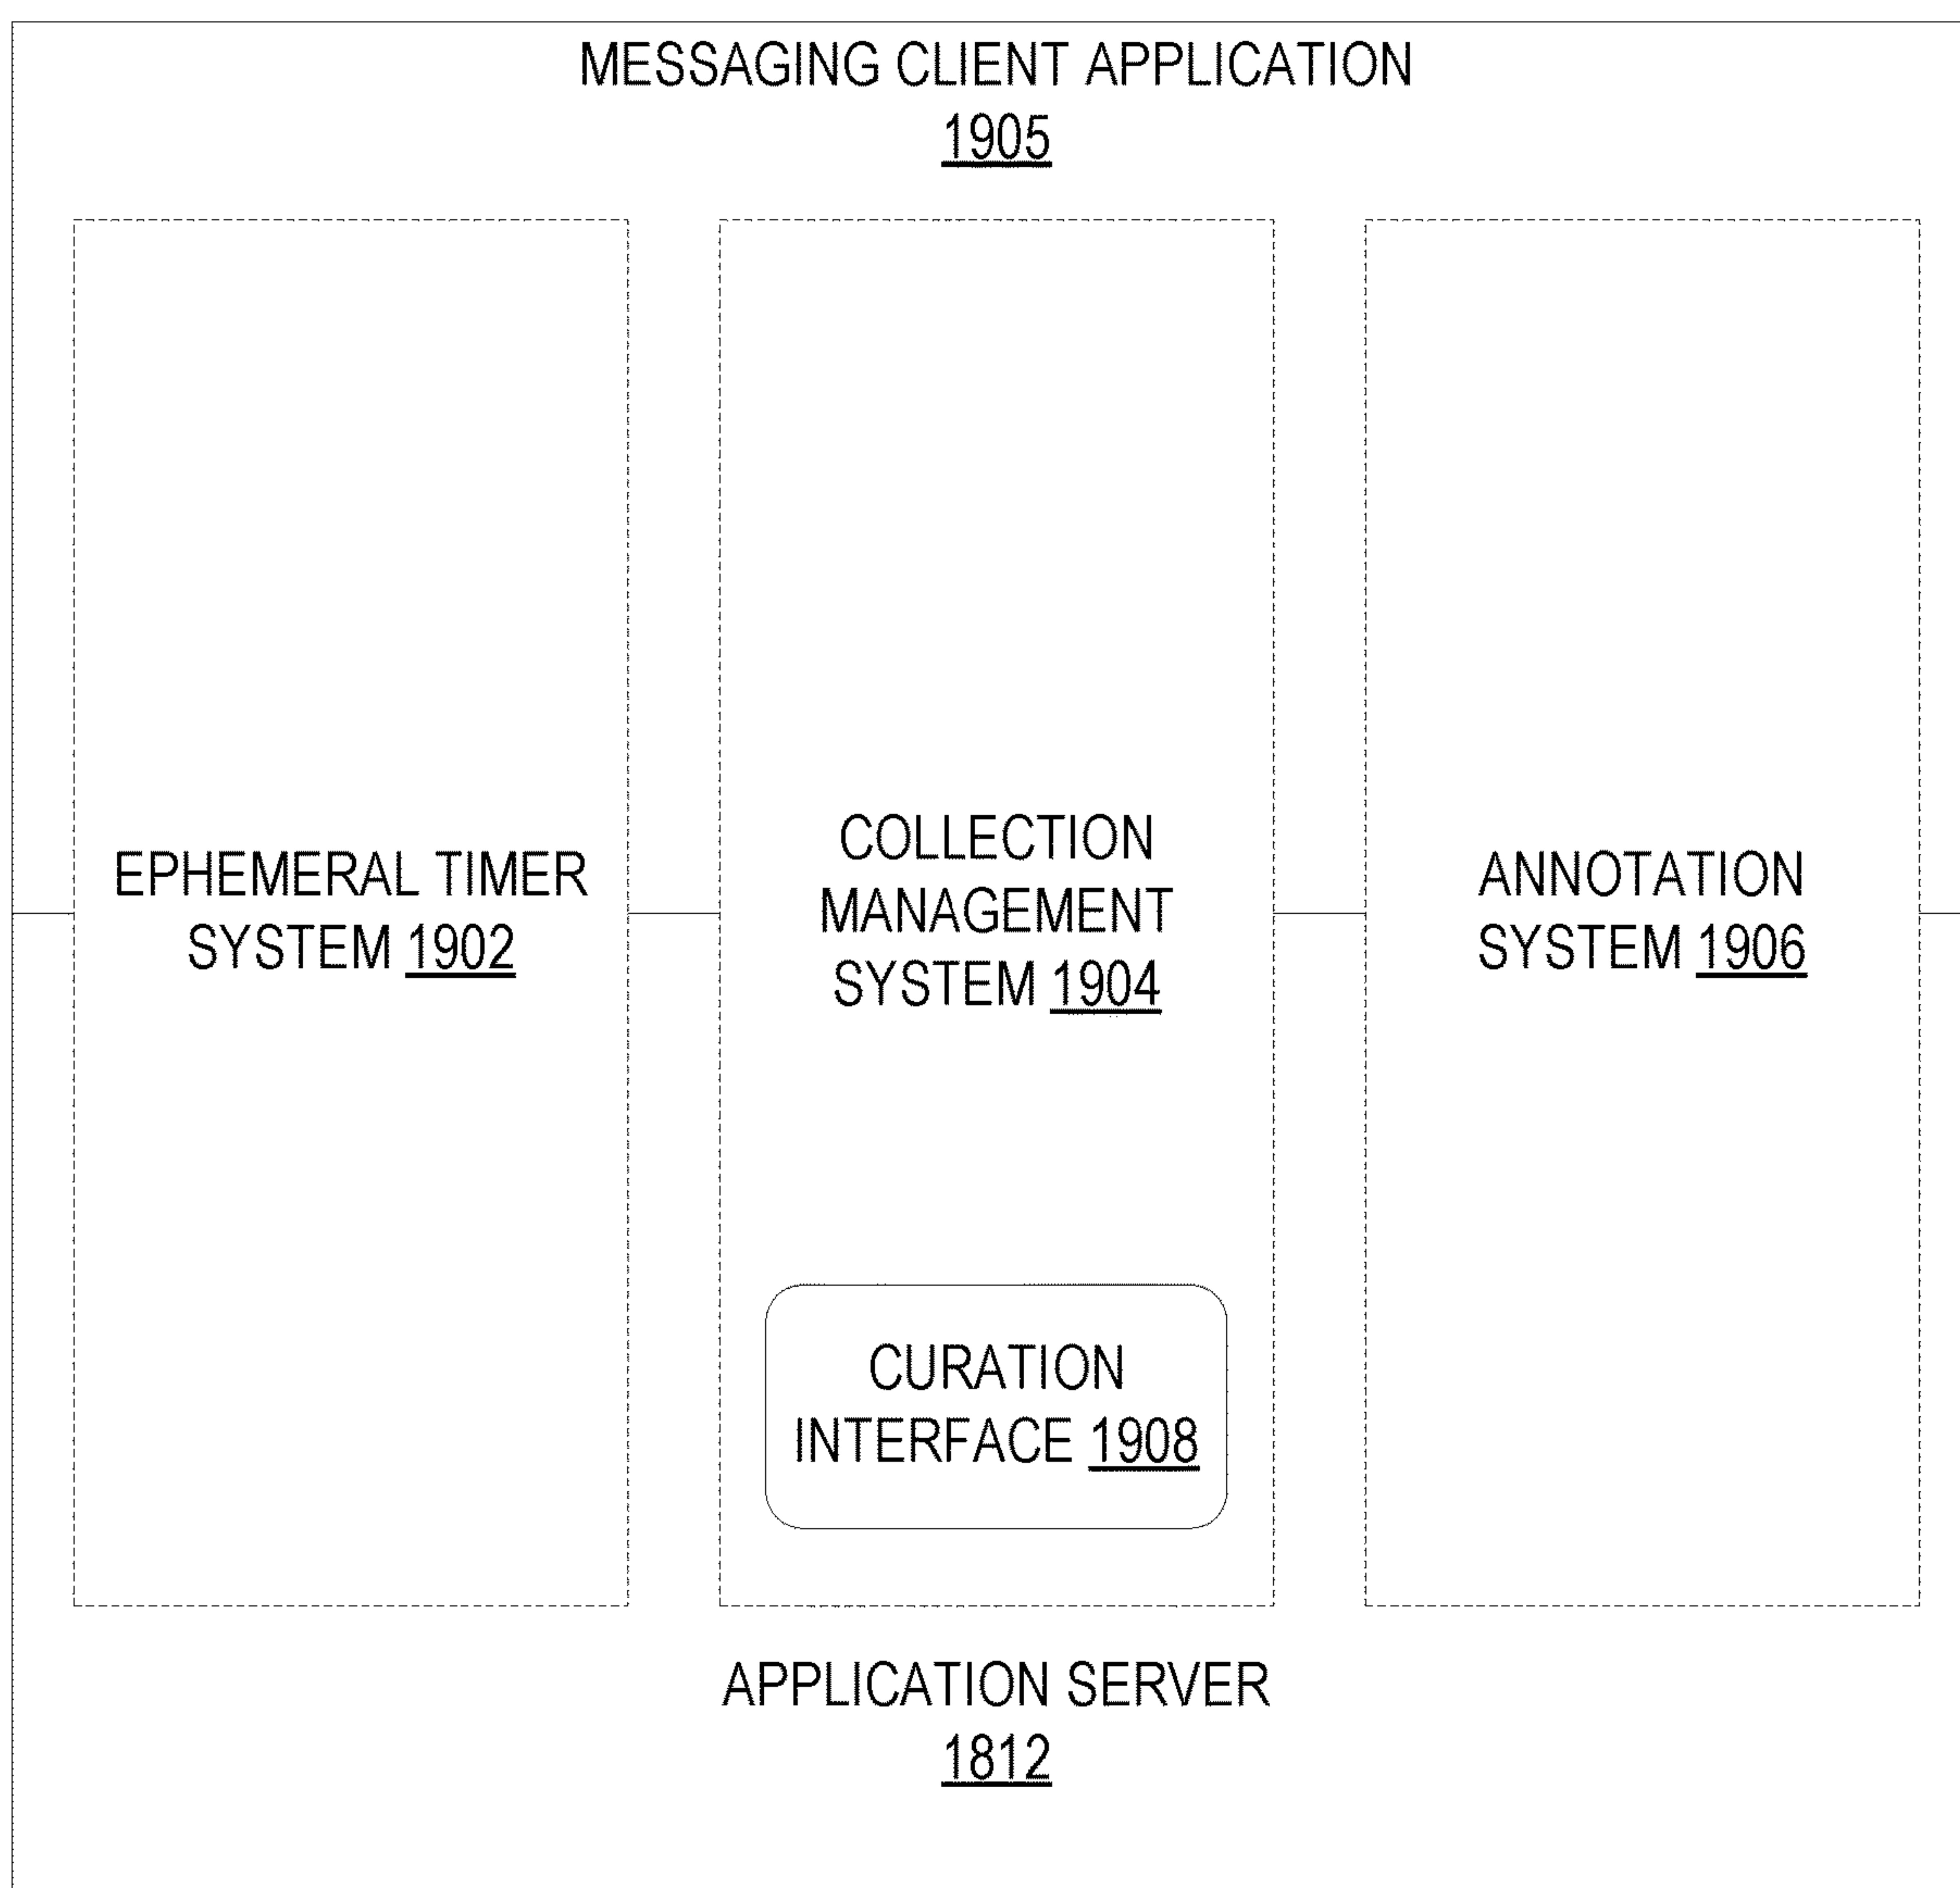 MESSAGING CLIENT APPLICATION
1905
EPHEMERAL TIMER
SYSTEM 1902
COLLECTION
MANAGEMENT
SYSTEM 1904
ANNOTATION
SYSTEM 1906
CURATION
INTERFACE 1908
APPLICATION SERVER
1812